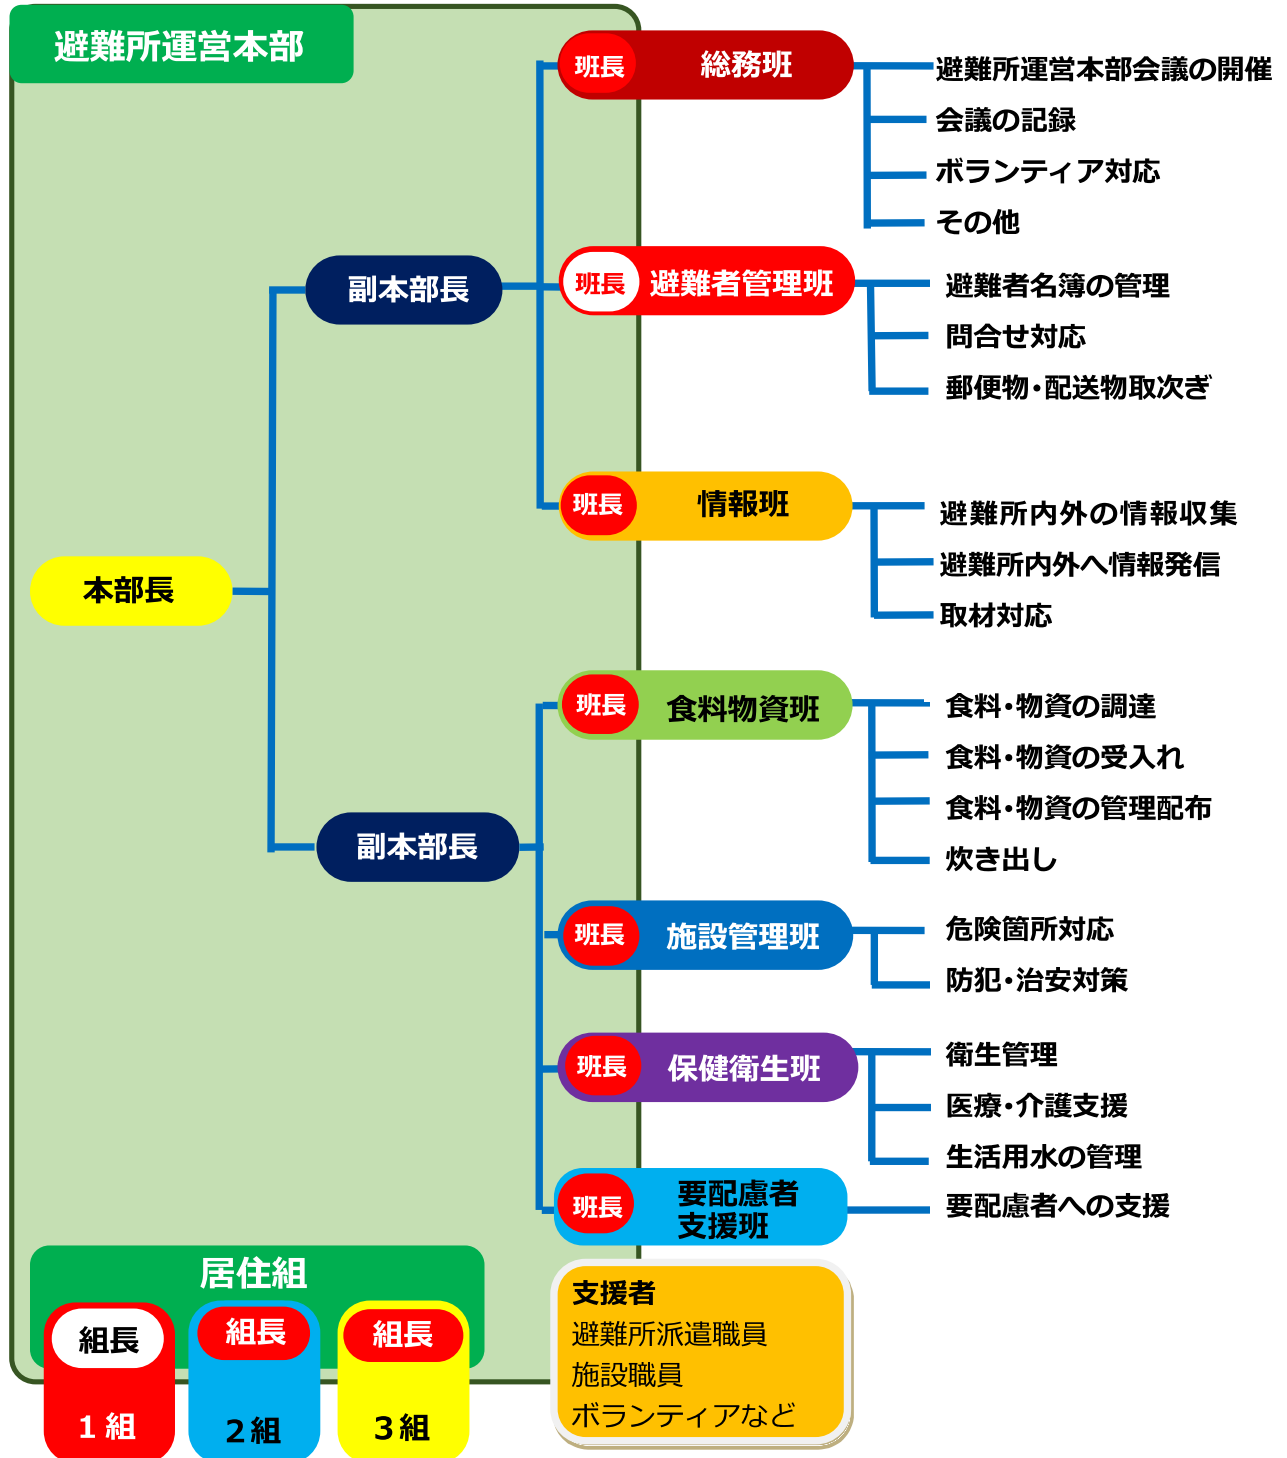 避難所運営本部
本部長
副本部長
班長 総務班
避難所運営本部会議の開催
会議の記録
ボランティア対応
その他
班長 避難者管理班
避難者名簿の管理
問合せ対応
郵便物・配送物取次ぎ
班長 情報班
避難所内外の情報収集
避難所内外へ情報発信
取材対応
副本部長
班長 食料物資班
食料・物資の調達
食料・物資の受入れ
食料・物資の管理配布
炊き出し
班長 施設管理班
危険箇所対応
防犯・治安対策
班長 保健衛生班
衛生管理
医療・介護支援
生活用水の管理
班長 要配慮者
支援班
要配慮者への支援
居住組
組長
1組
組長
2組
組長
3組
支援者
避難所派遣職員
施設職員
ボランティアなど